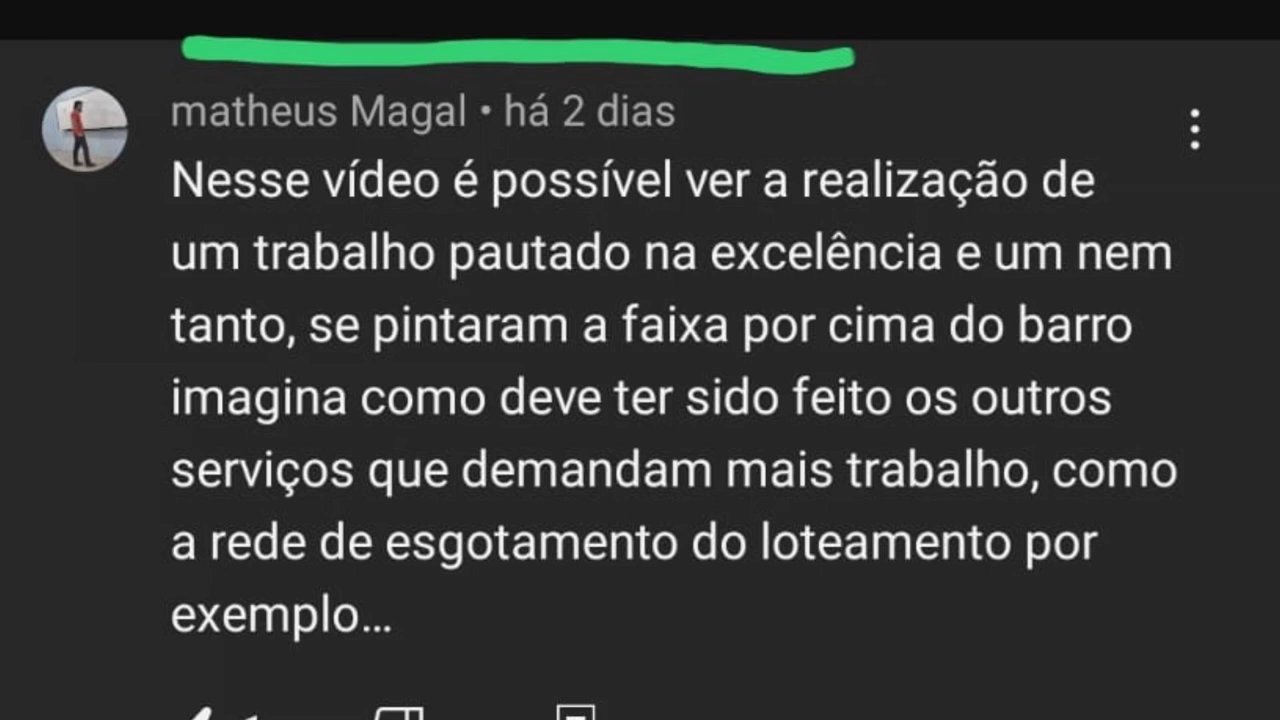 matheus Magal • há 2 dias
Nesse vídeo é possível ver a realização de
um trabalho pautado na excelência e um nem
tanto, se pintaram a faixa por cima do barro
imagina como deve ter sido feito os outros
serviços que demandam mais trabalho, como
a rede de esgotamento do loteamento por
exemplo...